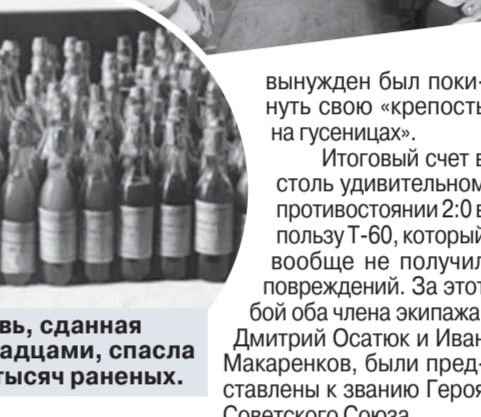 вынужден был поки-
нуть свою «крепость
на гусеницах».
Итоговый счет в
столь удивительном
противостоянии 2:0 в
пользу Т-60, который
вообще не получил
повреждений. За этот
бой оба члена экипажа,
Дмитрий Осатюк и Иван
Макаренков, были пред-
ставлены к званию Героя
Советского Союза
вь, сданная
адцами, спасла
тысяч раненых.